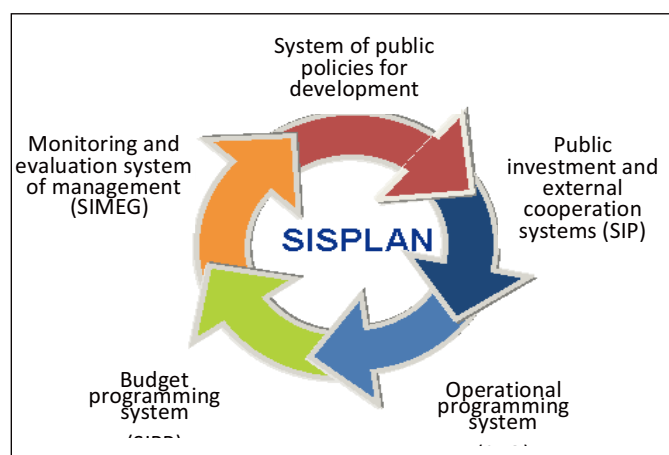 System of public
policies for
development
Monitoring and
evaluation system
of management
(SIMEG)
Public
investment and
external
cooperation
systems (SIP)
SISPLAN
Budget
programming
system
Operational
programming
system